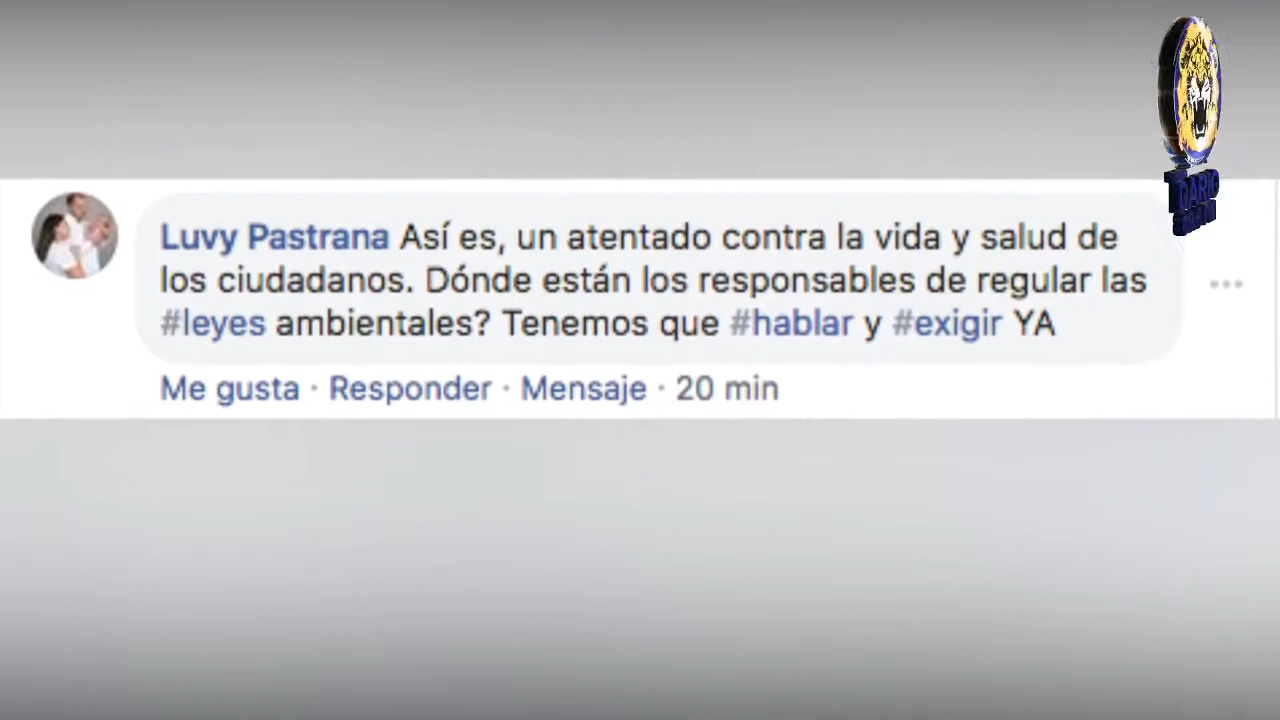 Luvy Pastrana Así es, un atentado contra la vida y salud de
los ciudadanos. Dónde están los responsables de regular las
#leyes ambientales? Tenemos que #hablar y #exigir YA
Me gusta · Responder · Mensaje · 20 min